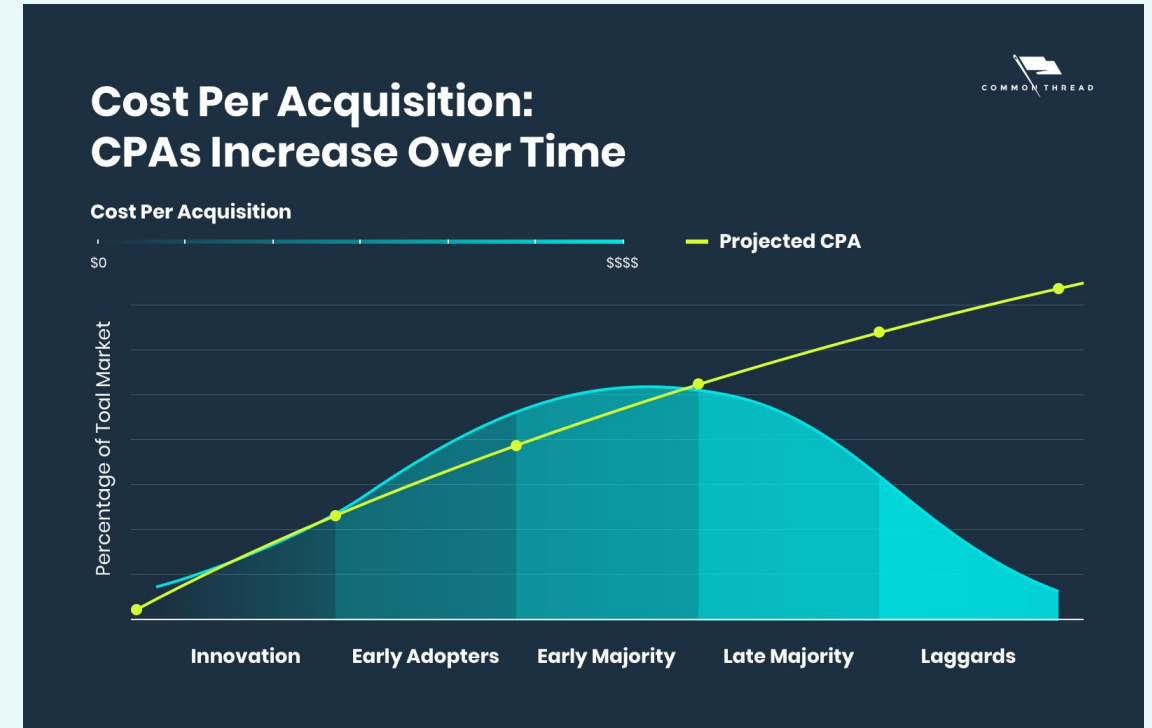 COMMON THREAD
Cost Per Acquisition:
CPAs Increase Over Time
Cost Per Acquisition
$0
$$$$
Projected CPA
Percentage of Toal Market
Innovation
Early Adopters
Early Majority
Late Majority
Laggards